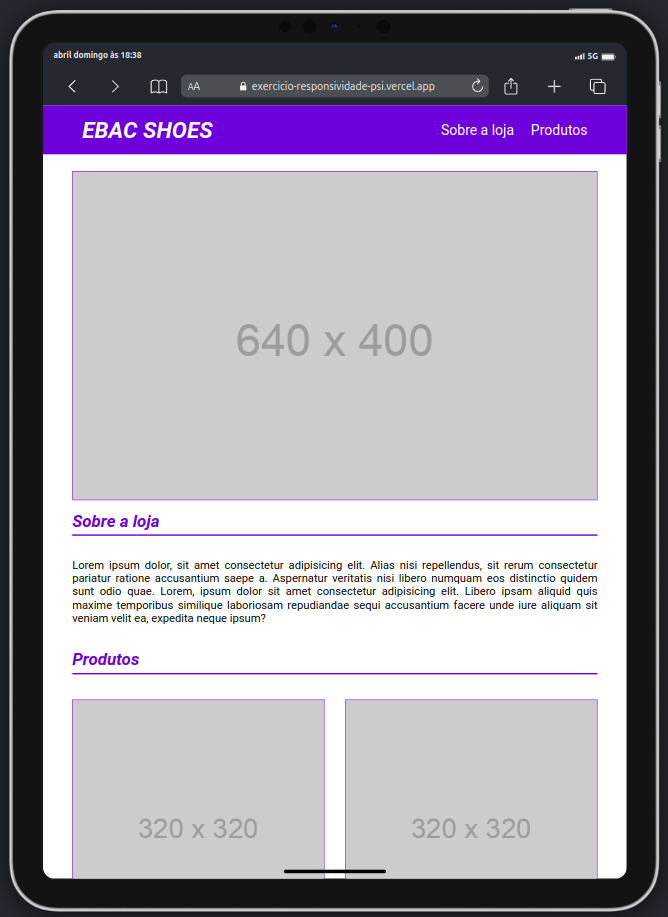 abril domingo às 18:38
5G
AA
exercicio-responsividade-psi.vercel.app
EBAC SHOES
Sobre a loja
Produtos
640 x 400
Sobre a loja
Lorem ipsum dolor, sit amet consectetur adipisicing elit. Alias nisi repellendus, sit rerum consectetur
pariatur ratione accusantium saepe a. Aspernatur veritatis nisi libero numquam eos distinctio quidem
sunt odio quae. Lorem, ipsum dolor sit amet consectetur adipisicing elit. Libero ipsam aliquid quis
maxime temporibus similique laboriosam repudiandae sequi accusantium facere unde iure aliquam sit
veniam velit ea, expedita neque ipsum?
Produtos
320 x 320
320 x 320